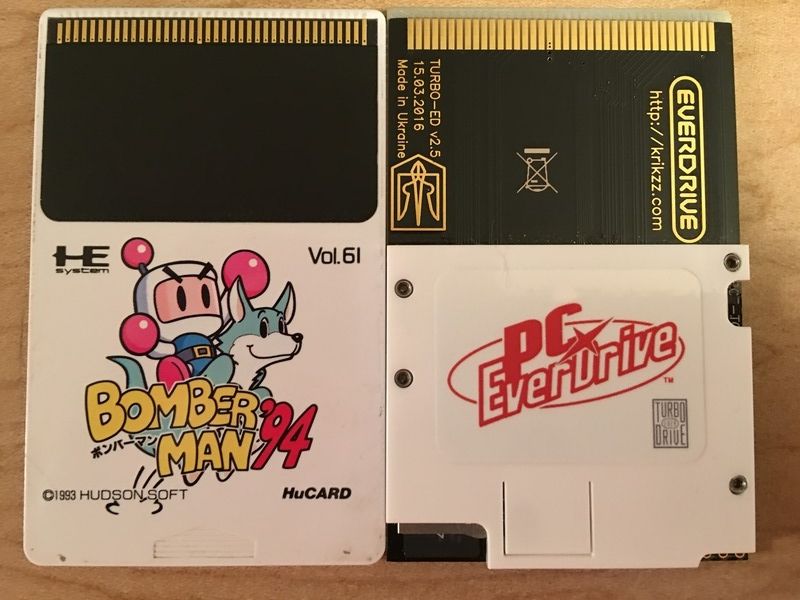 HE
system
Vol.61
BOMBER
MAN '94
ボンバーマン
©1993 HUDSON SOFT
HuCARD
TURBO-ED v2.5
15.03.2016
Made in Ukraine
EVERDRIVE
http://krikzz.com
PC
EverDrive
™
TURBO
DRIVE